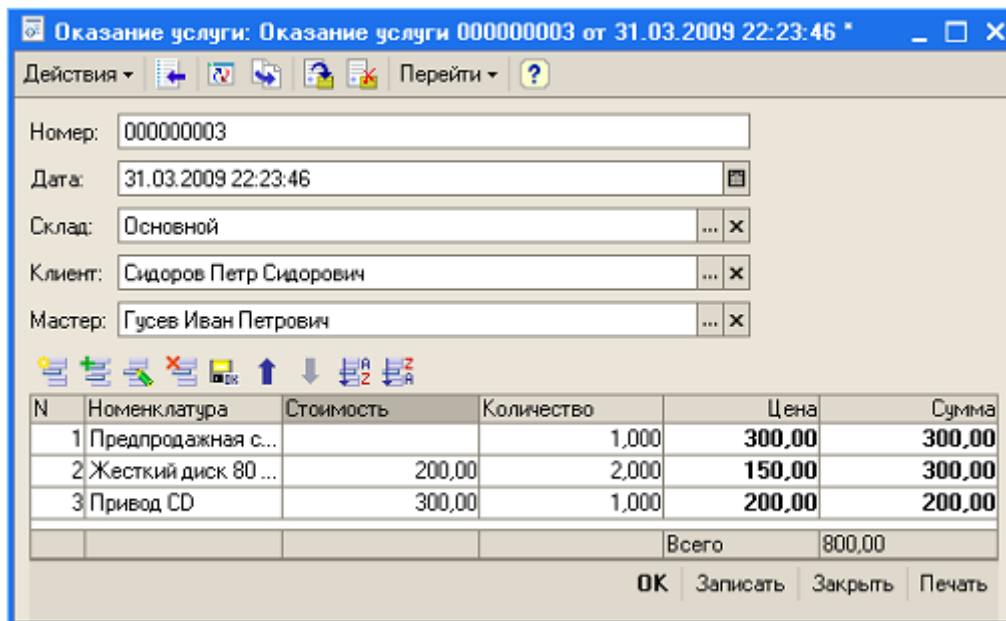 Оказание услуги: Оказание услуги 000000003 от 31.03.2009 22:23:46 *
Действия Перейти ?
Номер: 000000003
Дата: 31.03.2009 22:23:46
Склад: Основной ... x
Клиент: Сидоров Петр Сидорович ... x
Мастер: Гусев Иван Петрович ... x
N Номенклатура Стоимость Количество Цена Сумма
1 Предпродажная с... 1,000 300,00 300,00
2 Жесткий диск 80 ... 200,00 2,000 150,00 300,00
3 Привод CD 300,00 1,000 200,00 200,00
Всего 800,00
OK Записать Закрыть Печать